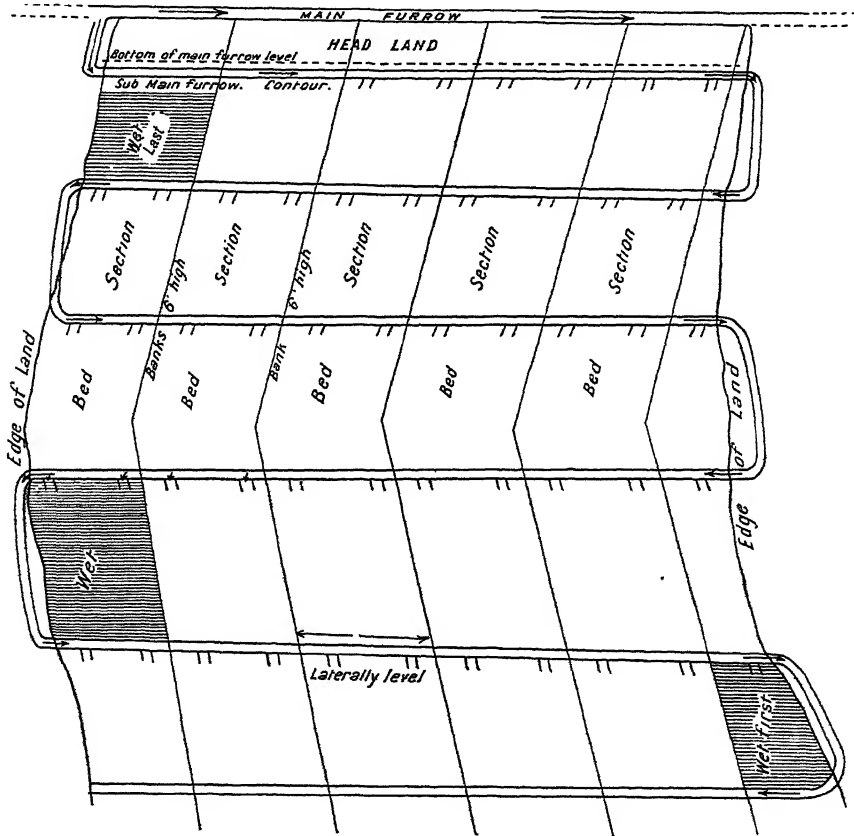 MAIN FURROW
HEAD LAND
Bottom of main furrow level
Sub Main furrow. Contour.
Wet Last
Section
Section
Section
Section
Section
6" high
6" high
Banks
Bank
Bed
Bed
Bed
Bed
Bed
Edge of Land
Edge of Land
Wet
Laterally level
Wet first